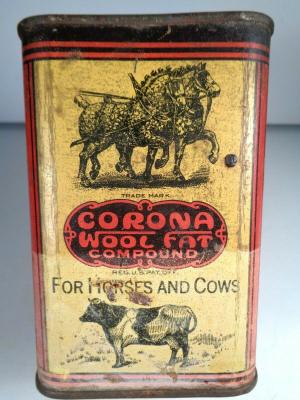 TRADE MARK
CORONA
WOOL FAT
COMPOUND
REG. U.S. PAT. OFF.
FOR HORSES AND COWS